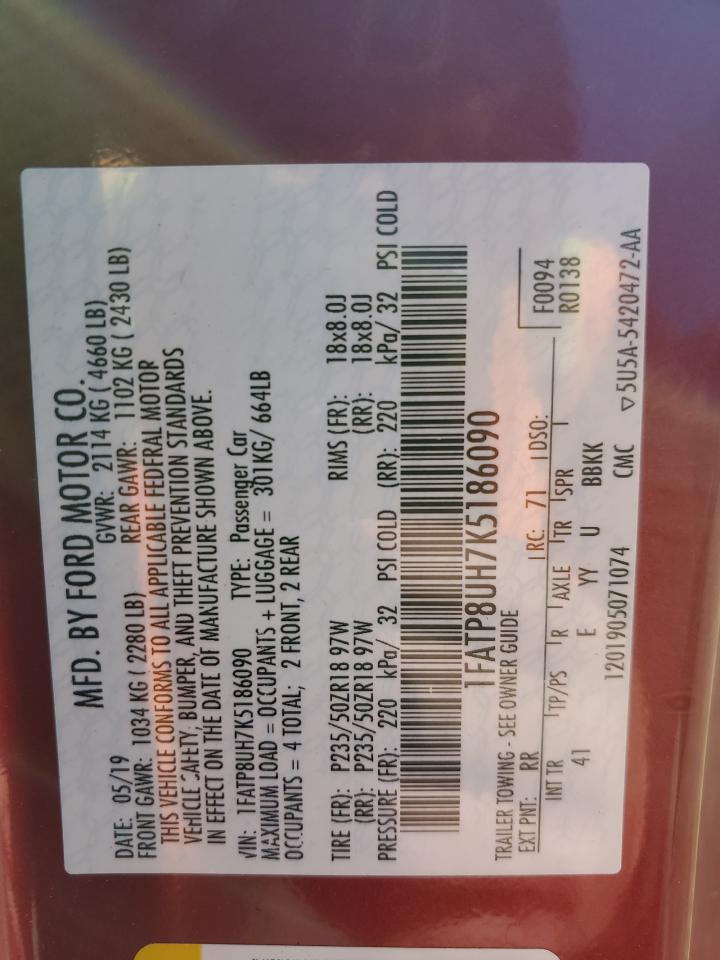 MFD. BY FORD MOTOR CO.
DATE: 05/19 GVWR: 2114 KG ( 4660 LB)
FRONT GAWR: 1034 KG ( 2280 LB) REAR GAWR: 1102 KG ( 2430 LB)
THIS VEHICLE CONFORMS TO ALL APPLICABLE FEDERAL MOTOR
VEHICLE SAFETY, BUMPER, AND THEFT PREVENTION STANDARDS
IN EFFECT ON THE DATE OF MANUFACTURE SHOWN ABOVE.
VIN: 1FATP8UH7K5186090 TYPE: Passenger Car
MAXIMUM LOAD = OCCUPANTS + LUGGAGE = 301KG/ 664LB
OCCUPANTS = 4 TOTAL; 2 FRONT, 2 REAR
TIRE (FR): P235/50ZR18 97W RIMS (FR): 18x8.0J
(RR): P235/50ZR18 97W (RR): 18x8.0J
PRESSURE (FR): 220 kPa/ 32 PSI COLD (RR): 220 kPa/ 32 PSI COLD
1FATP8UH7K5186090
TRAILER TOWING - SEE OWNER GUIDE
EXT PNT: RR RC: 71 DSO: F0094
INT TR TP/PS R AXLE TR SPR R0138
41 E YY U BBKK
1201905071074 CMC ▽5U5A-5420472-AA